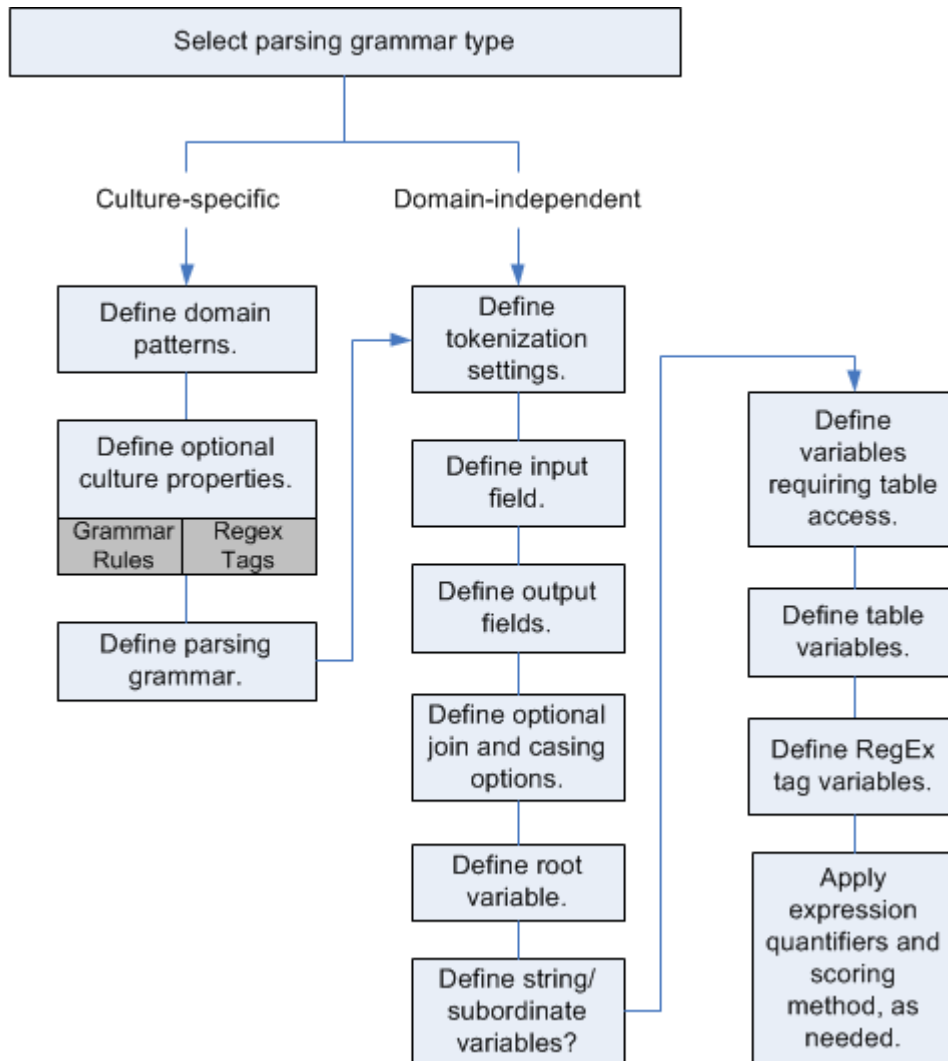 Select parsing grammar type
Culture-specific
Domain-independent
Define domain
patterns.
Define optional
culture properties.
Grammar
Rules
Regex
Tags
Define parsing
grammar.
Define
tokenization
settings.
Define input
field.
Define output
fields.
Define optional
join and casing
options.
Define root
variable.
Define string/
subordinate
variables?
Define
variables
requiring table
access.
Define table
variables.
Define RegEx
tag variables.
Apply
expression
quantifiers and
scoring
method, as
needed.